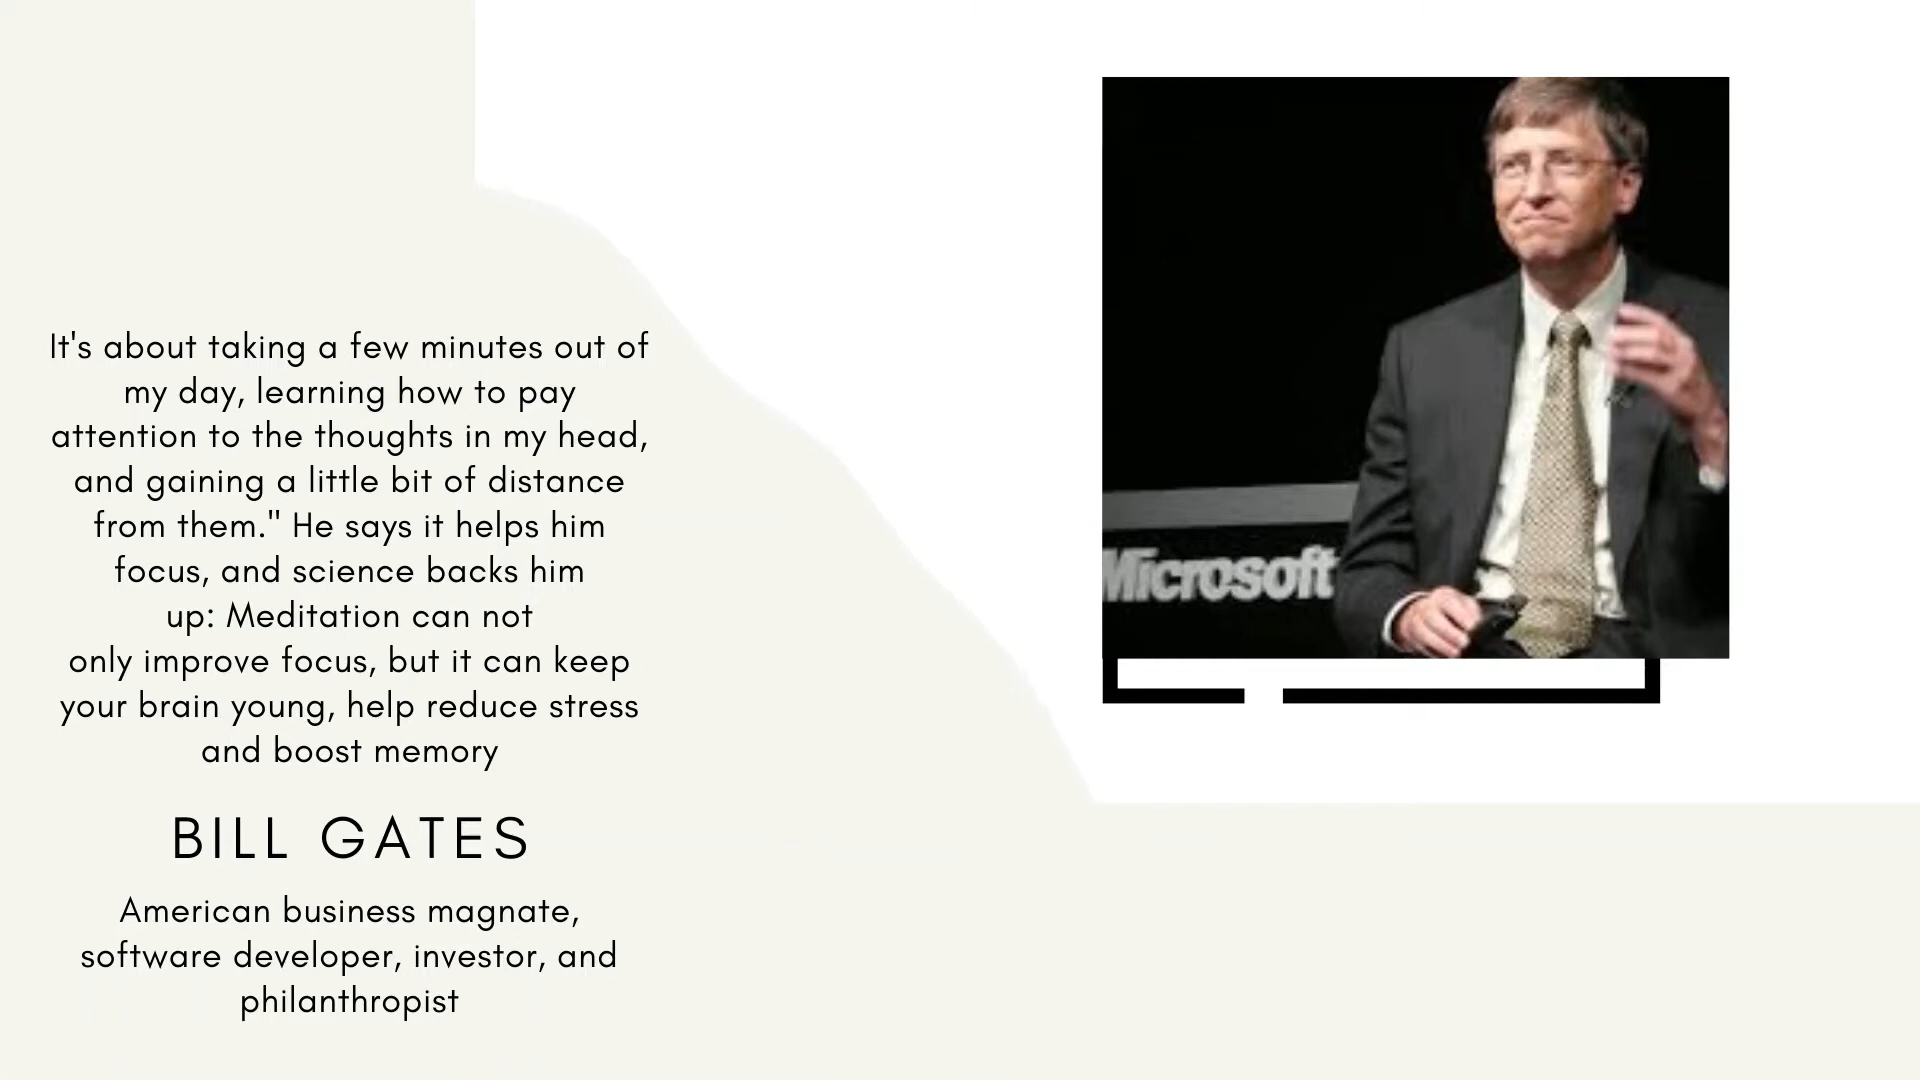 It's about taking a few minutes out of
my day, learning how to pay
attention to the thoughts in my head,
and gaining a little bit of distance
from them." He says it helps him
focus, and science backs him
up: Meditation can not
only improve focus, but it can keep
your brain young, help reduce stress
and boost memory
BILL GATES
American business magnate,
software developer, investor, and
philanthropist
Microsoft